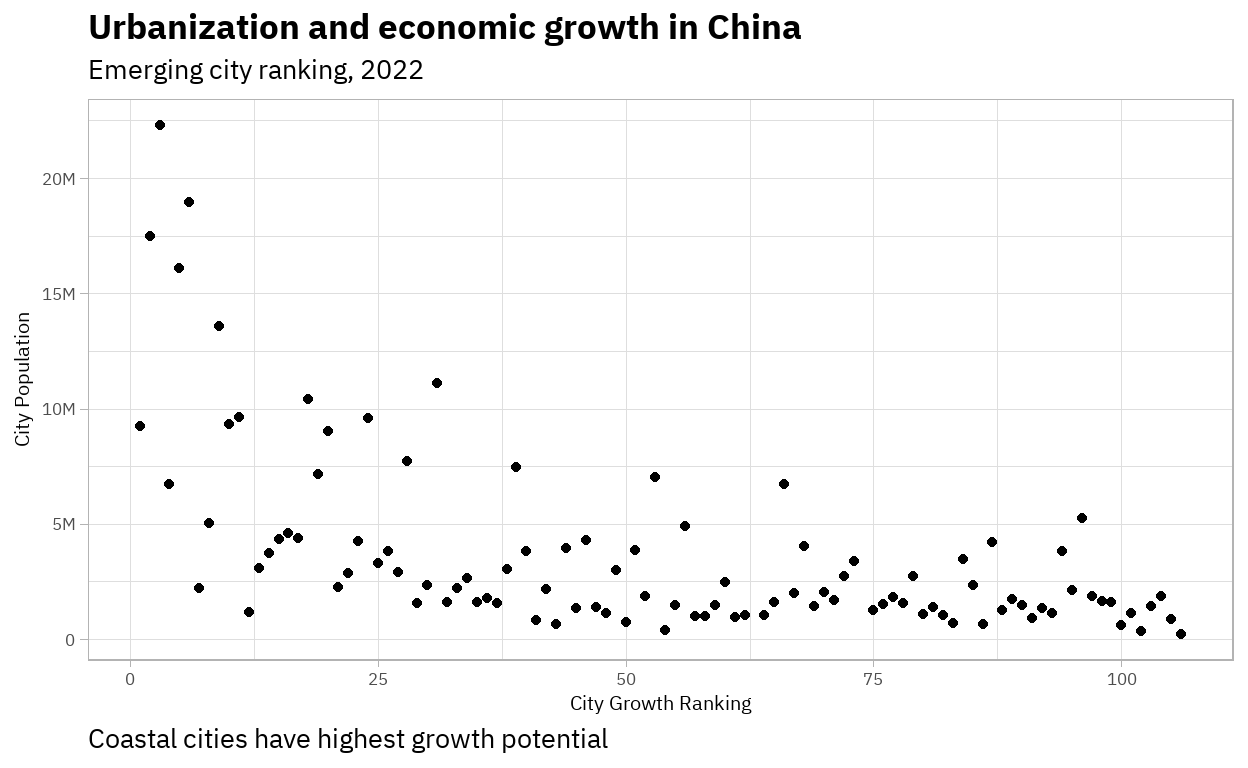 Urbanization and economic growth in China
Emerging city ranking, 2022
20M
15M
10M
5M
0
City Population
0 25 50 75 100
City Growth Ranking
Coastal cities have highest growth potential